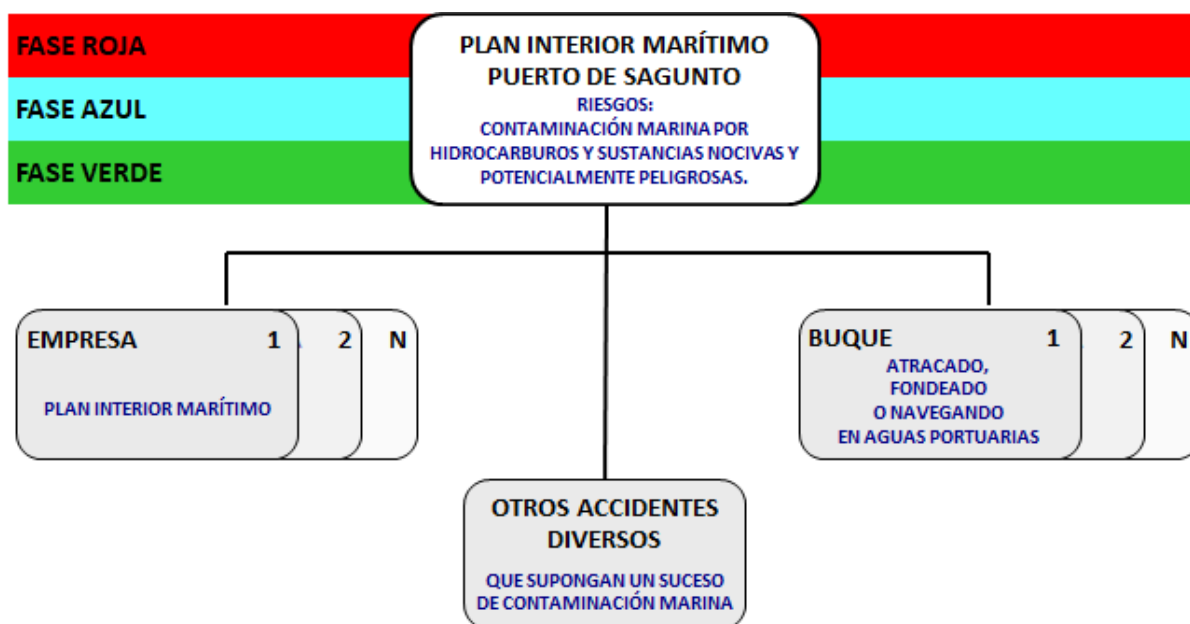 FASE ROJA
FASE AZUL
FASE VERDE
PLAN INTERIOR MARÍTIMO
PUERTO DE SAGUNTO
RIESGOS:
CONTAMINACIÓN MARINA POR
HIDROCARBUROS Y SUSTANCIAS NOCIVAS Y
POTENCIALMENTE PELIGROSAS.
EMPRESA 1 2 N
PLAN INTERIOR MARÍTIMO
BUQUE 1 2 N
ATRACADO,
FONDEADO
O NAVEGANDO
EN AGUAS PORTUARIAS
OTROS ACCIDENTES
DIVERSOS
QUE SUPONGAN UN SUCESO
DE CONTAMINACIÓN MARINA